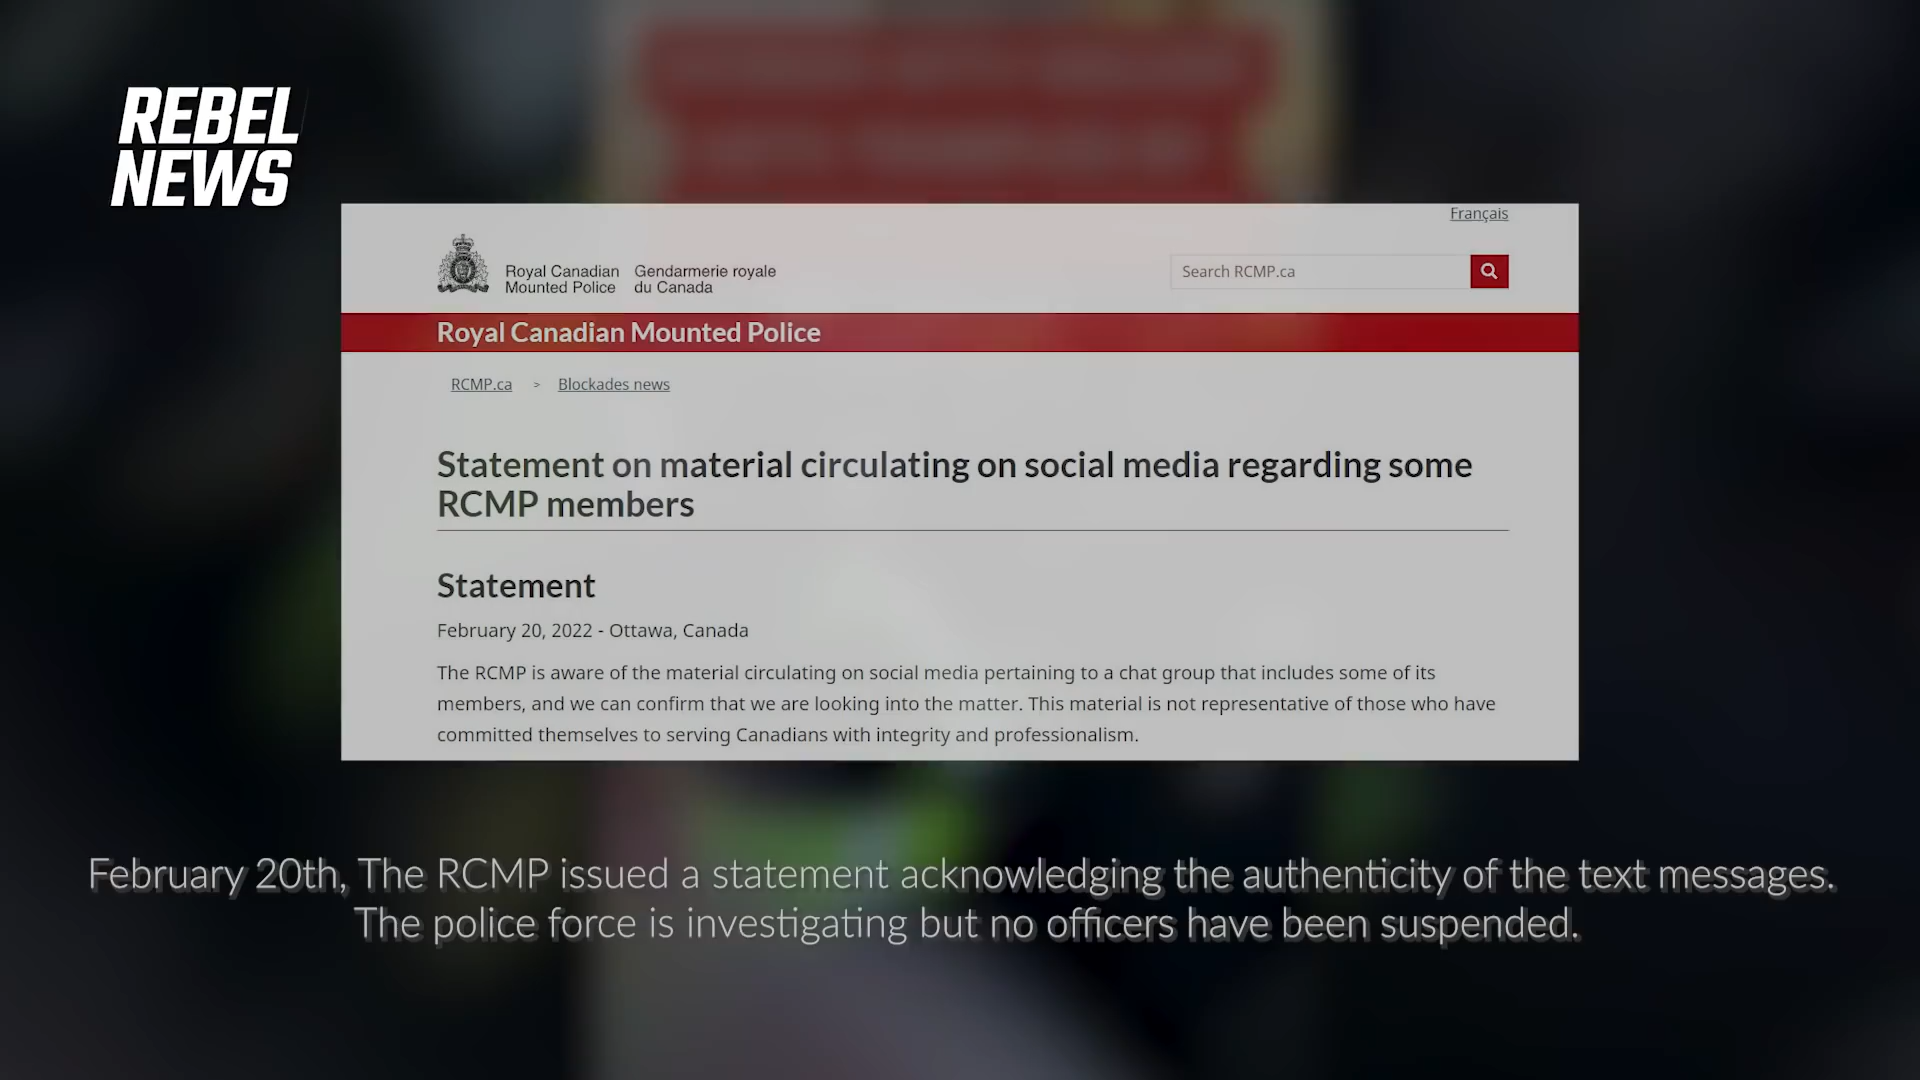 REBEL
NEWS
Français
Royal Canadian Mounted Police
Gendarmerie royale du Canada
Search RCMP.ca
Royal Canadian Mounted Police
RCMP.ca > Blockades news
Statement on material circulating on social media regarding some
RCMP members
Statement
February 20, 2022 - Ottawa, Canada
The RCMP is aware of the material circulating on social media pertaining to a chat group that includes some of its
members, and we can confirm that we are looking into the matter. This material is not representative of those who have
committed themselves to serving Canadians with integrity and professionalism.
February 20th, The RCMP issued a statement acknowledging the authenticity of the text messages.
The police force is investigating but no officers have been suspended.